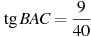 tg BAC = 9/40